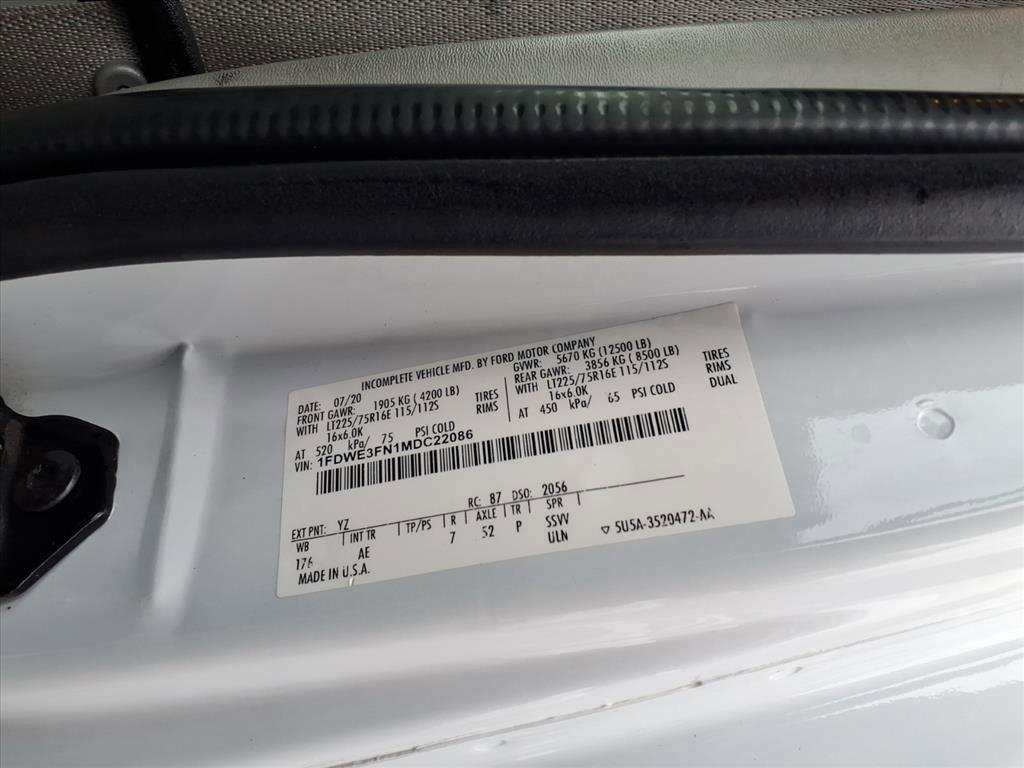 INCOMPLETE VEHICLE MFD. BY FORD MOTOR COMPANY
DATE: 07/20 GVWR: 5670 KG (12500 LB)
FRONT GAWR: 1905 KG ( 4200 LB) REAR GAWR: 3856 KG ( 8500 LB)
WITH LT225/75R16E 115/112S TIRES WITH LT225/75R16E 115/112S TIRES
16x6.0K RIMS 16x6.0K RIMS
AT 520 kPa/ 75 PSI COLD AT 450 kPa/ 65 PSI COLD DUAL
VIN: 1FDWE3FN1MDC22086
EXT PNT: YZ RC: 87 DSO: 2056
WB INT TR TP/PS R AXLE TR SPR
176 AE 7 52 P SSVV
ULN
MADE IN U.S.A. 5U5A-3520472-AA